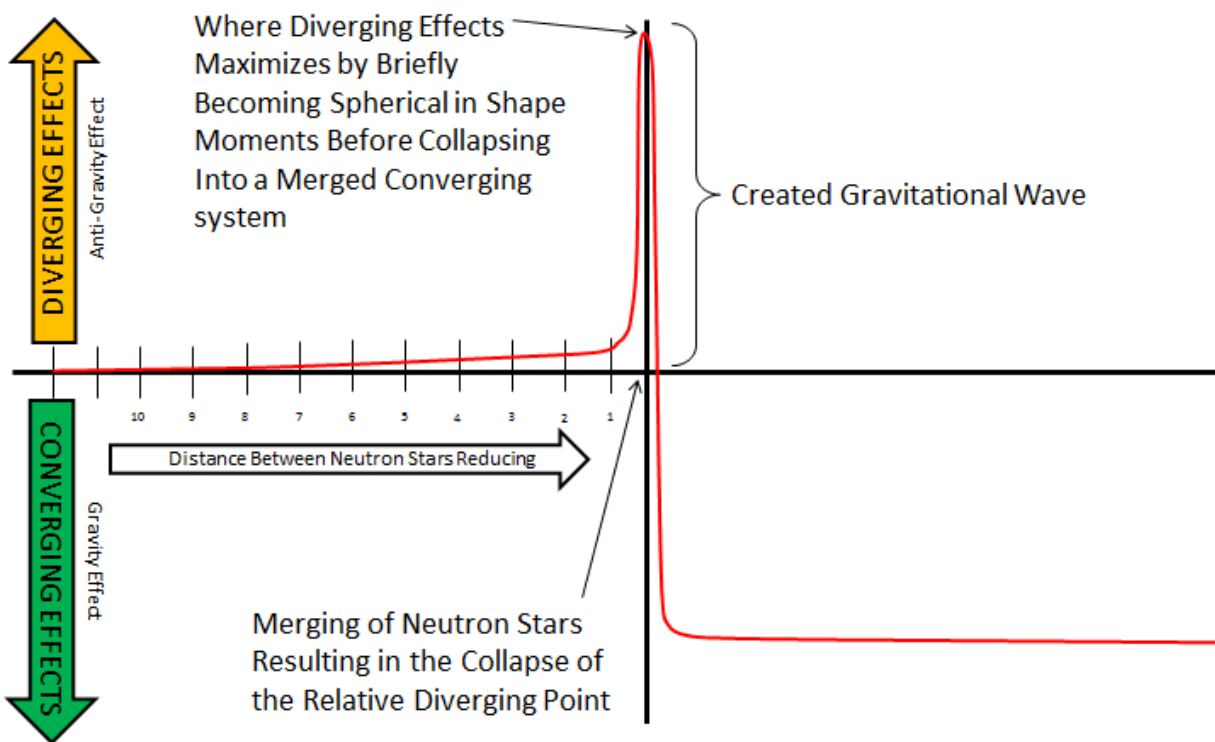 DIVERGING EFFECTS
Anti-Gravity Effect
Where Diverging Effects
Maximizes by Briefly
Becoming Spherical in Shape
Moments Before Collapsing
Into a Merged Converging
system
Created Gravitational Wave
10 9 8 7 6 5 4 3 2 1
Distance Between Neutron Stars Reducing
CONVERGING EFFECTS
Gravity Effect
Merging of Neutron Stars
Resulting in the Collapse of
the Relative Diverging Point